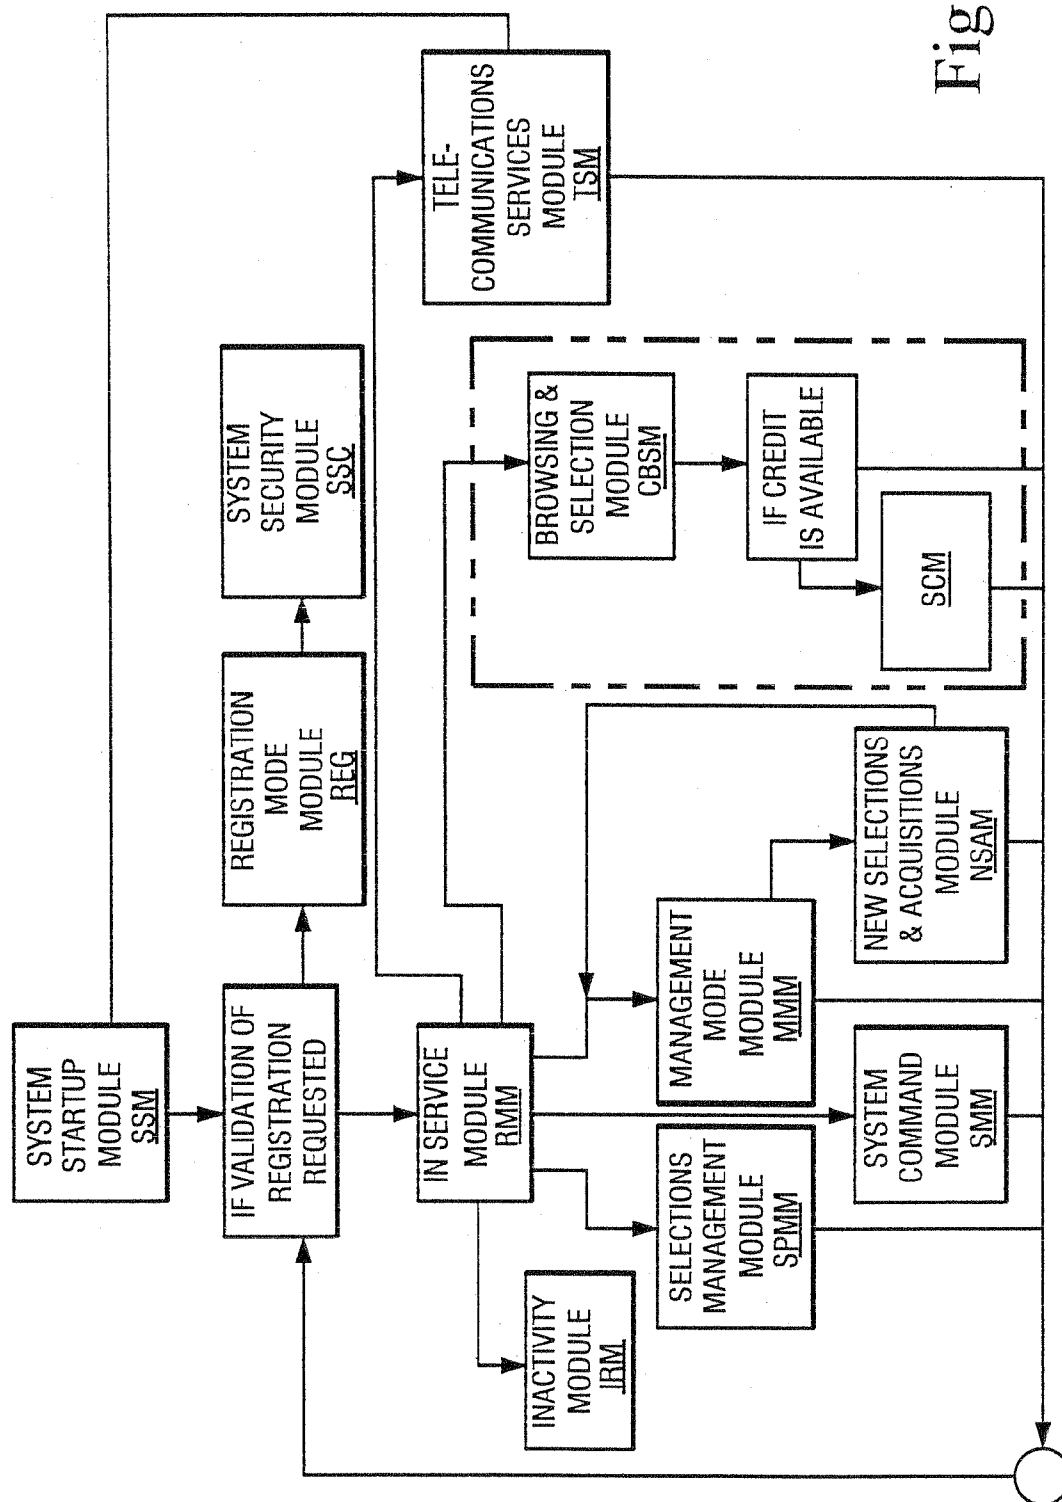 SYSTEM
STARTUP
MODULE
SSM
IF VALIDATION OF
REGISTRATION
REQUESTED
REGISTRATION
MODE
MODULE
REG
SYSTEM
SECURITY
MODULE
SSC
IN SERVICE
MODULE
RMM
TELE-
COMMUNICATIONS
SERVICES
MODULE
TSM
INACTIVITY
MODULE
IRM
SELECTIONS
MANAGEMENT
MODULE
SPMM
MANAGEMENT
MODE
MODULE
MMM
SYSTEM
COMMAND
MODULE
SMM
NEW SELECTIONS
& ACQUISITIONS
MODULE
NSAM
BROWSING &
SELECTION
MODULE
CBSM
IF CREDIT
IS AVAILABLE
SCM
Fig